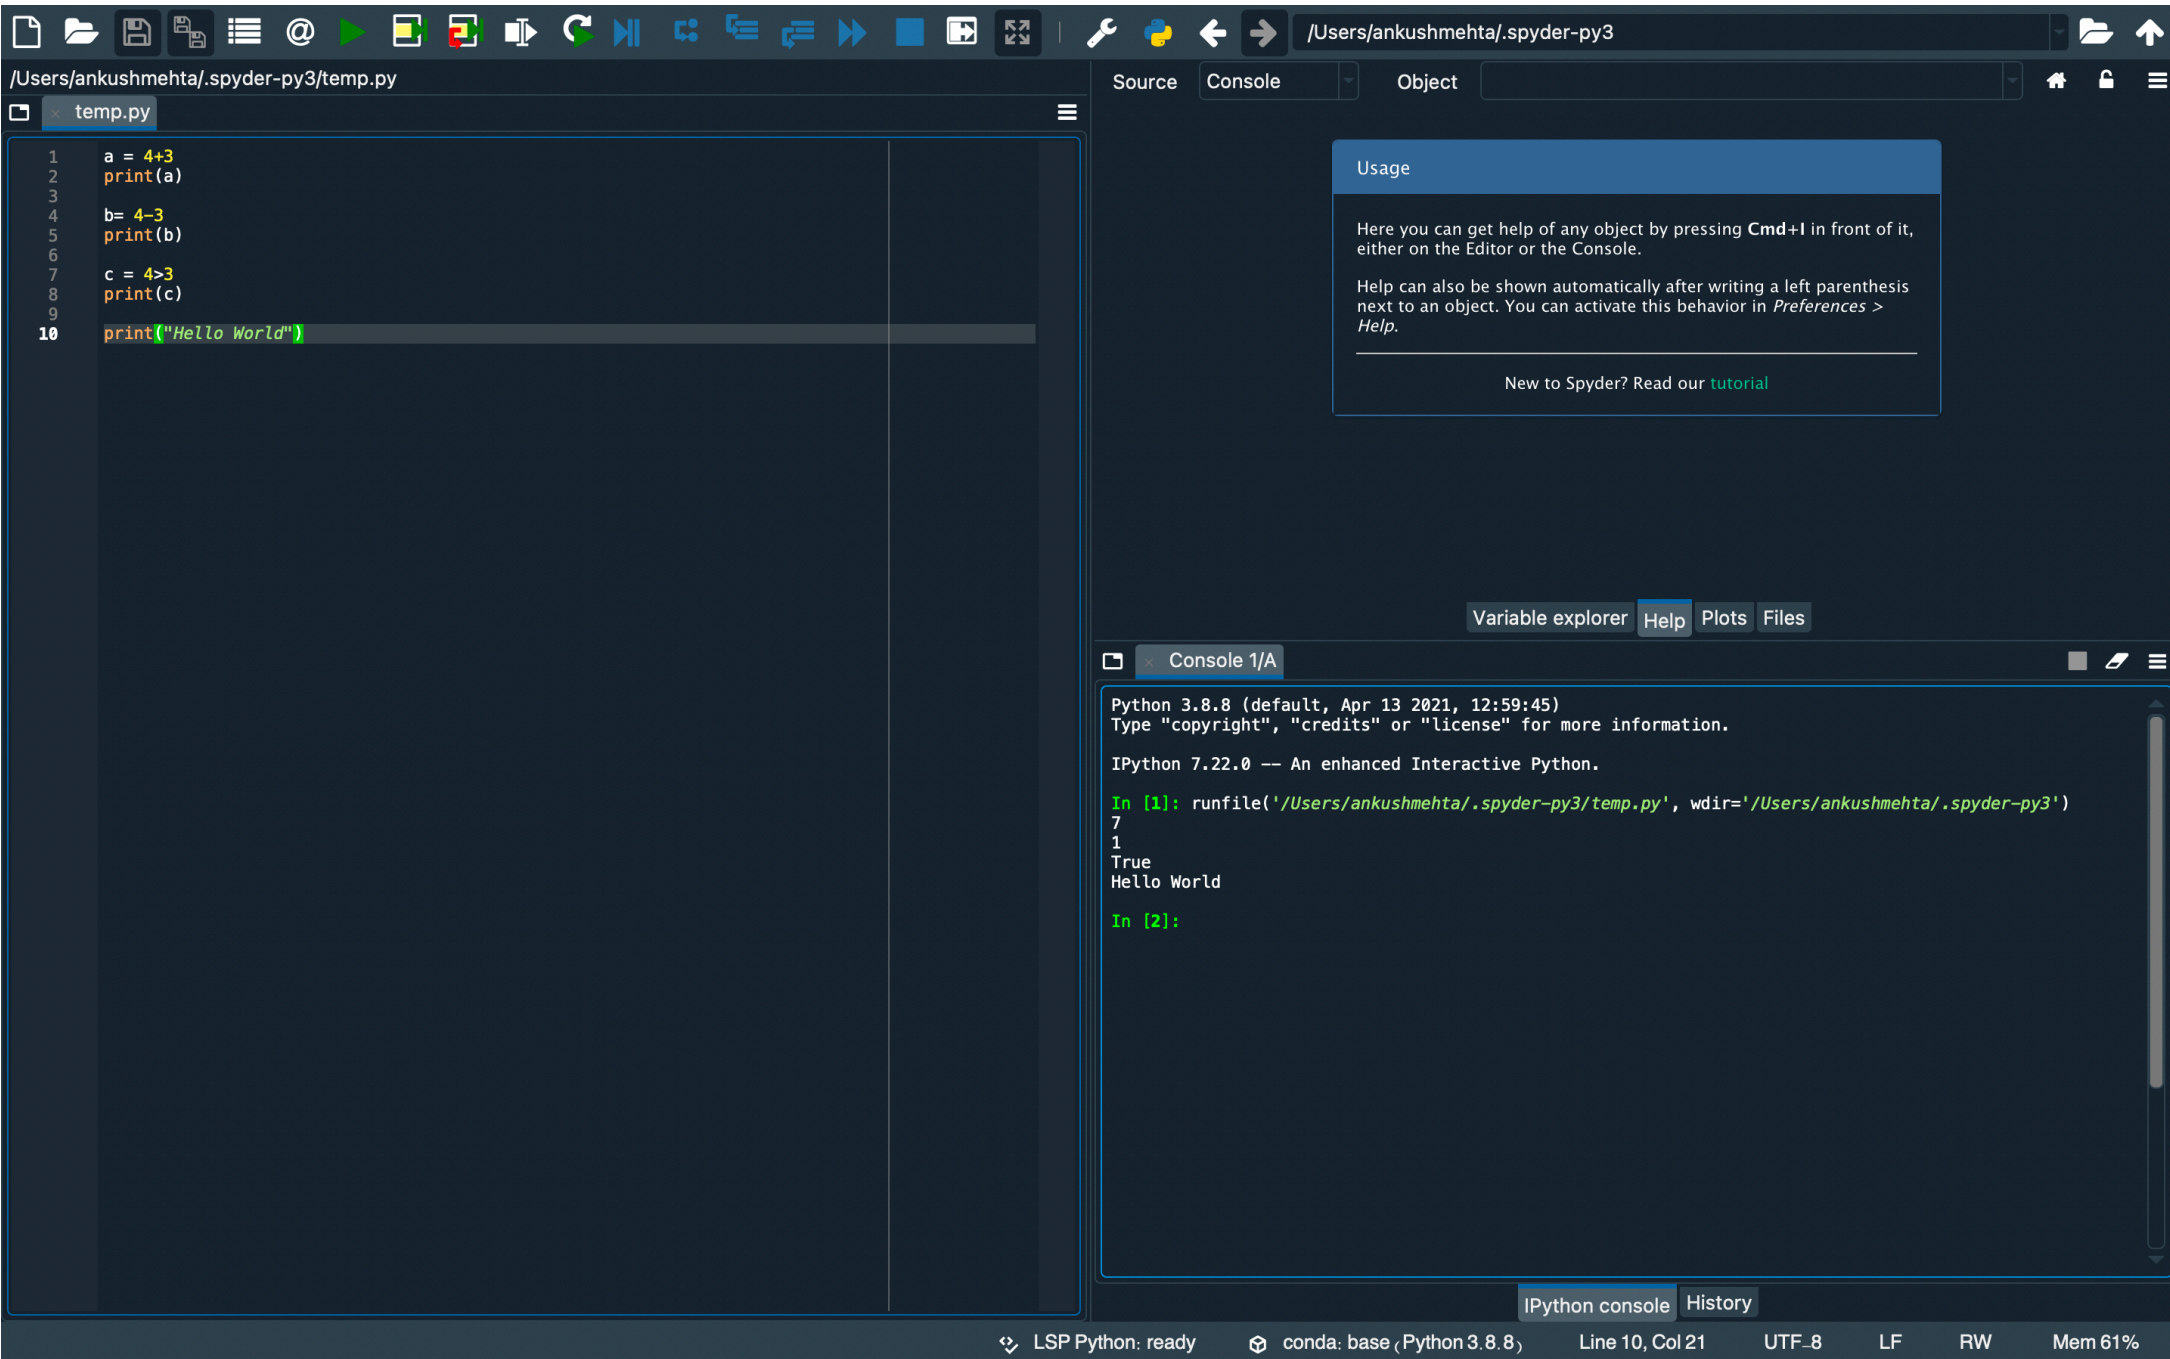 /Users/ankushmehta/.spyder-py3
/Users/ankushmehta/.spyder-py3/temp.py
temp.py
1 a = 4+3
2 print(a)
3
4 b= 4-3
5 print(b)
6
7 c = 4>3
8 print(c)
9
10 print("Hello World")
Source Console Object
Usage
Here you can get help of any object by pressing Cmd+I in front of it,
either on the Editor or the Console.
Help can also be shown automatically after writing a left parenthesis
next to an object. You can activate this behavior in Preferences >
Help.
New to Spyder? Read our tutorial
Variable explorer Help Plots Files
Console 1/A
Python 3.8.8 (default, Apr 13 2021, 12:59:45)
Type "copyright", "credits" or "license" for more information.
IPython 7.22.0 -- An enhanced Interactive Python.
In [1]: runfile('/Users/ankushmehta/.spyder-py3/temp.py', wdir='/Users/ankushmehta/.spyder-py3')
7
1
True
Hello World
In [2]:
IPython console History
LSP Python: ready conda: base (Python 3.8.8) Line 10, Col 21 UTF-8 LF RW Mem 61%